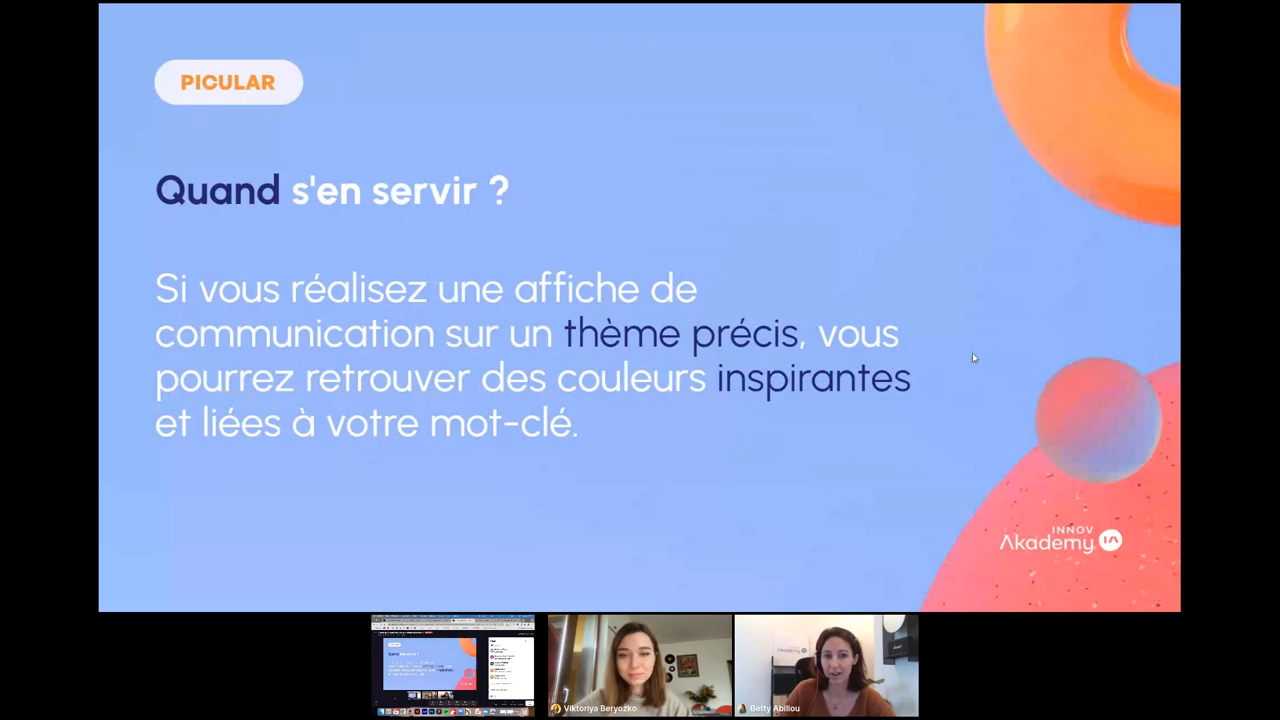 PICULAR
Quand s'en servir ?
Si vous réalisez une affiche de
communication sur un thème précis, vous
pourrez retrouver des couleurs inspirantes
et liées à votre mot-clé.
INNOV
Akademy IA
Viktoriya Beryozko
Betty Abillou